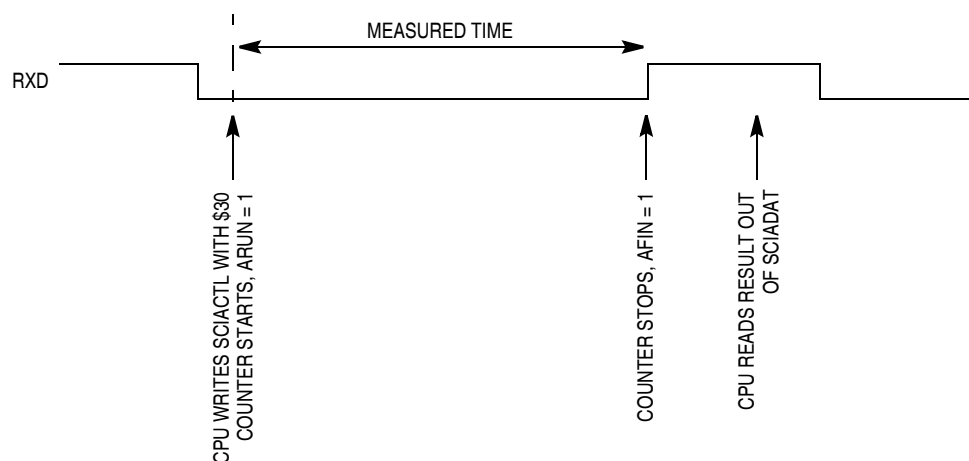 MEASURED TIME
RXD
CPU WRITES SCIACTL WITH $30
COUNTER STARTS, ARUN = 1
COUNTER STOPS, AFIN = 1
CPU READS RESULT OUT
OF SCIADAT